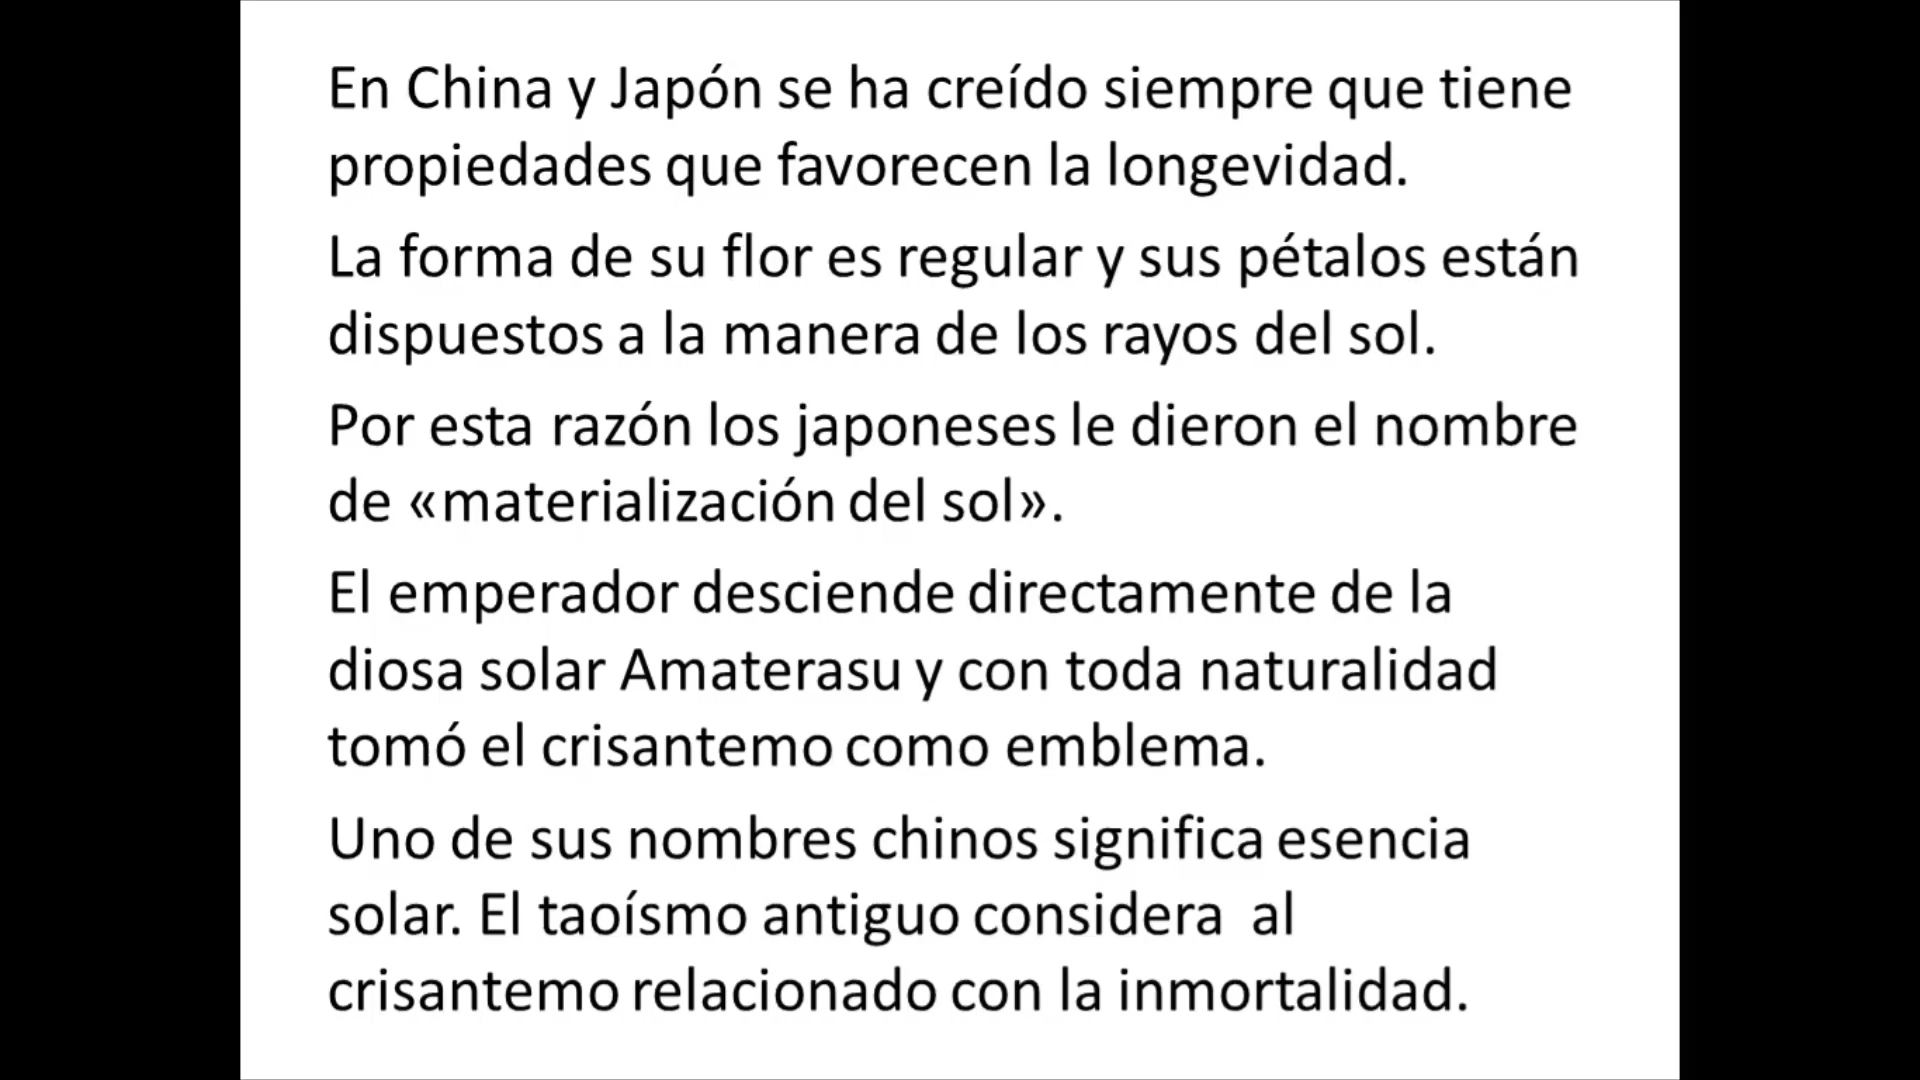 En China y Japón se ha creído siempre que tiene
propiedades que favorecen la longevidad.
La forma de su flor es regular y sus pétalos están
dispuestos a la manera de los rayos del sol.
Por esta razón los japoneses le dieron el nombre
de «materialización del sol».
El emperador desciende directamente de la
diosa solar Amaterasu y con toda naturalidad
tomó el crisantemo como emblema.
Uno de sus nombres chinos significa esencia
solar. El taoísmo antiguo considera  al
crisantemo relacionado con la inmortalidad.